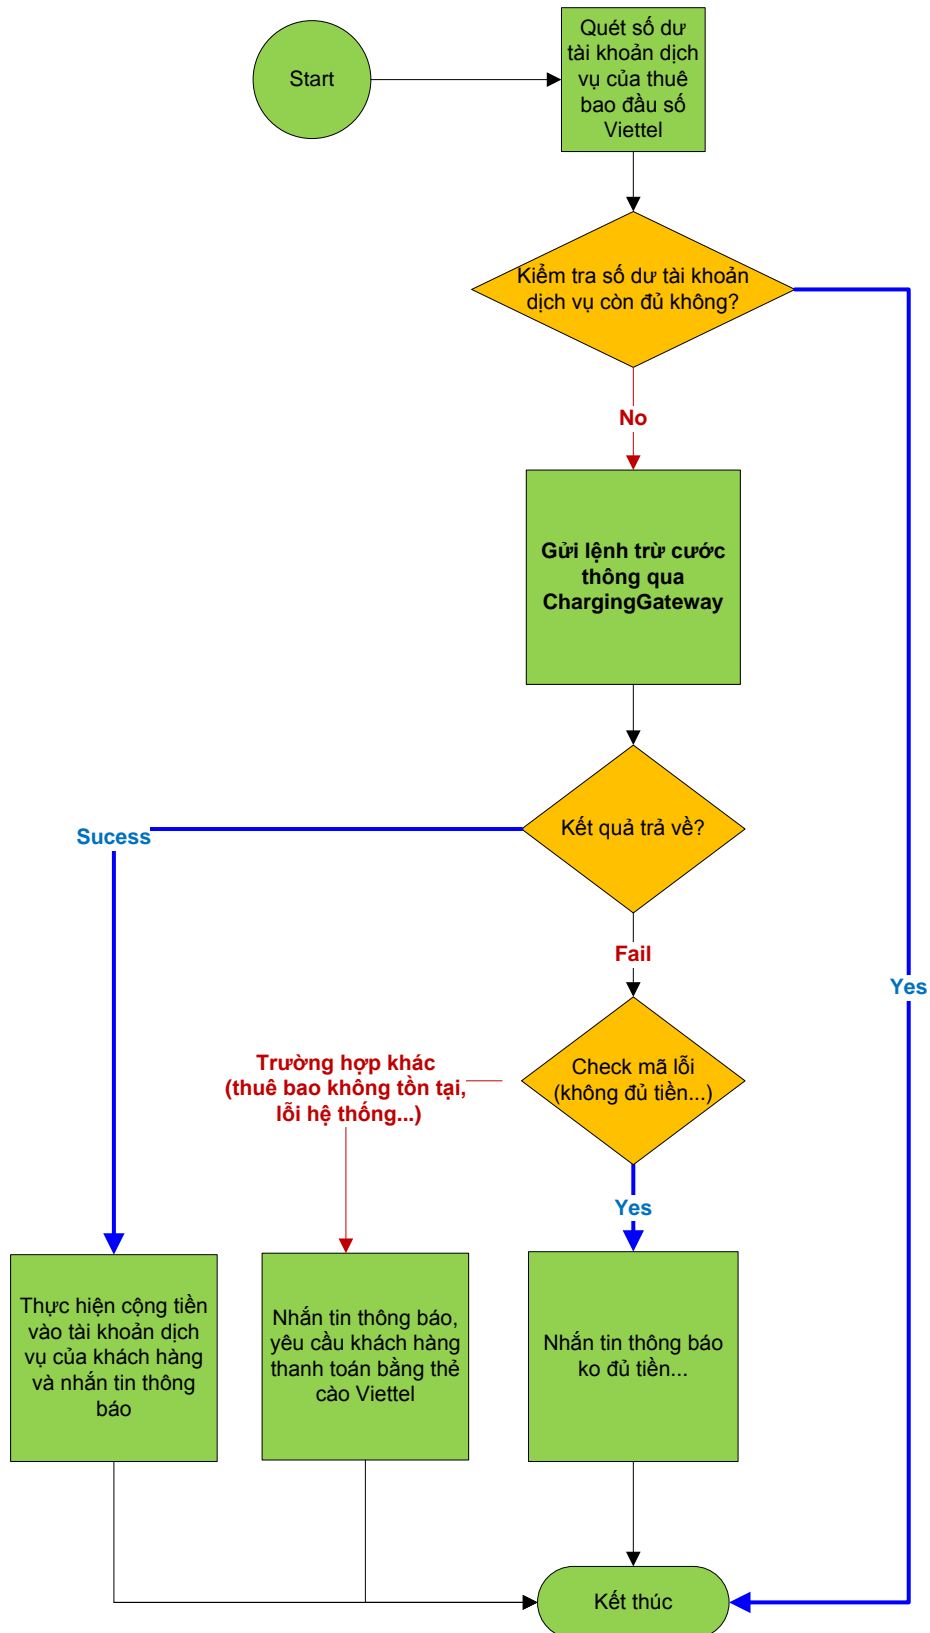 Start
Quét số dư
tài khoản dịch
vụ của thuê
bao đầu số
Viettel
Kiểm tra số dư tài khoản
dịch vụ còn đủ không?
No
Gửi lệnh trừ cước
thông qua
ChargingGateway
Kết quả trả về?
Sucess
Fail
Yes
Check mã lỗi
(không đủ tiền...)
Trường hợp khác
(thuê bao không tồn tại,
lỗi hệ thống...)
Yes
Thực hiện cộng tiền
vào tài khoản dịch
vụ của khách hàng
và nhắn tin thông
báo
Nhắn tin thông báo,
yêu cầu khách hàng
thanh toán bằng thẻ
cào Viettel
Nhắn tin thông báo
ko đủ tiền...
Kết thúc